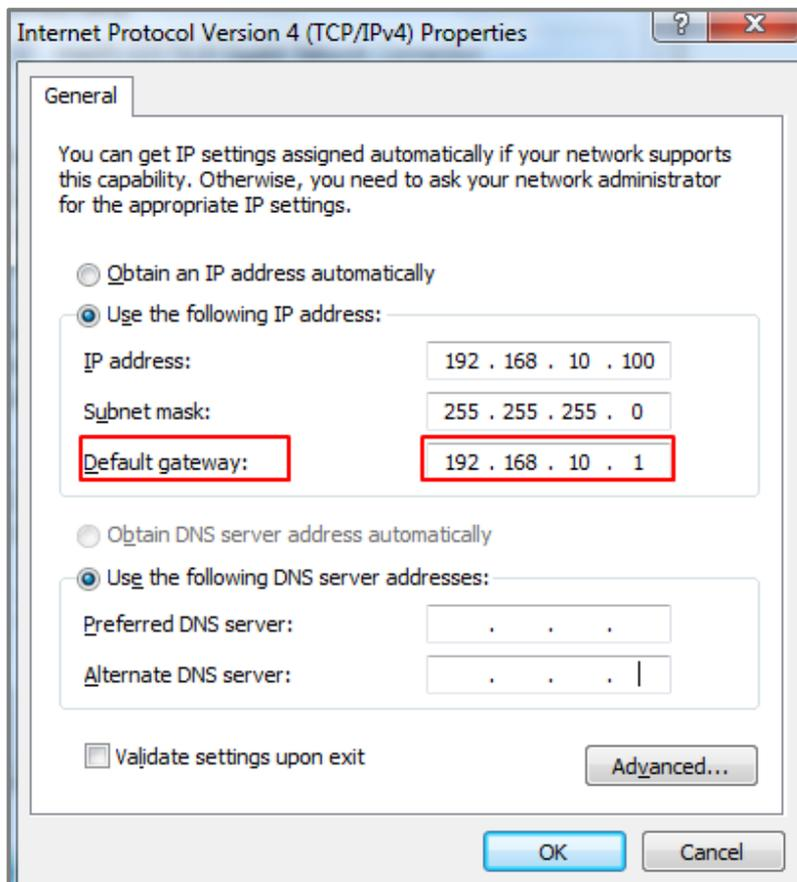 Internet Protocol Version 4 (TCP/IPv4) Properties
General
You can get IP settings assigned automatically if your network supports
this capability. Otherwise, you need to ask your network administrator
for the appropriate IP settings.
Obtain an IP address automatically
Use the following IP address:
IP address: 192 . 168 . 10 . 100
Subnet mask: 255 . 255 . 255 . 0
Default gateway: 192 . 168 . 10 . 1
Obtain DNS server address automatically
Use the following DNS server addresses:
Preferred DNS server: . . .
Alternate DNS server: . . .
Validate settings upon exit
Advanced...
OK Cancel